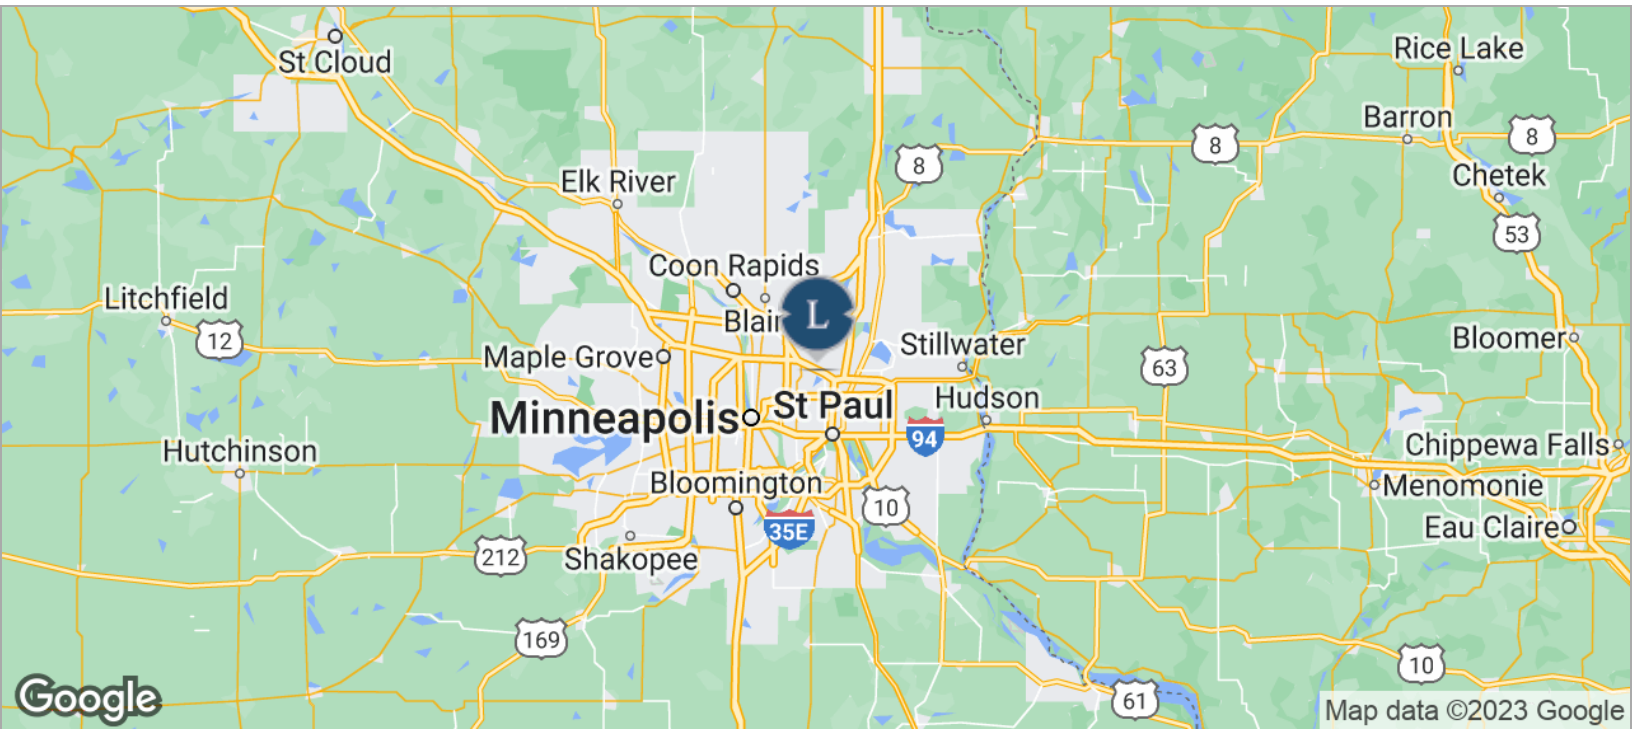 Rice Lake
St Cloud
Barron
8
8
8
Chetek
Elk River
53
Coon Rapids
Litchfield
L
Blair
12
Bloomer
Stillwater
Maple Grove
63
Hudson
St Paul
Minneapolis
94
Chippewa Falls
Hutchinson
Bloomington
Menomonie
10
Eau Claire
35E
212
Shakopee
169
10
Google
61
Map data ©2023 Google